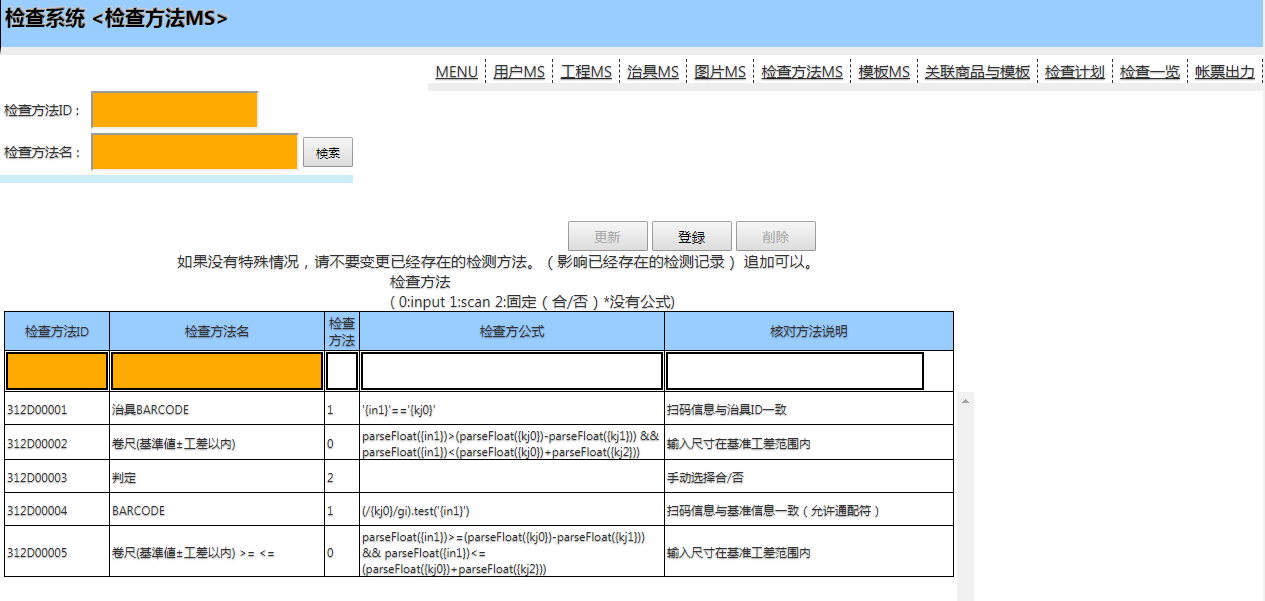 检查系统 <检查方法MS>
MENU 用户MS 工程MS 治具MS 图片MS 检查方法MS 模板MS 关联商品与模板 检查计划 检查一览 帐票出力
检查方法ID：
检查方法名： 検索
更新 登録 削除
如果没有特殊情况，请不要变更已经存在的检测方法。（影响已经存在的检测记录） 追加可以。
检查方法
( 0:input 1:scan 2:固定（合/否）*没有公式)
检查方法ID 检查方法名 检查方法 检查方公式 核对方法说明
312D00001 治具BARCODE 1 '{in1}'=='{kj0}' 扫码信息与治具ID一致
312D00002 卷尺(基準値±工差以内) 0 parseFloat({in1})>(parseFloat({kj0})-parseFloat({kj1})) &&
parseFloat({in1})<(parseFloat({kj0})+parseFloat({kj2})) 输入尺寸在基准工差范围内
312D00003 判定 2 手动选择合/否
312D00004 BARCODE 1 (/{kj0}/gi).test('{in1}') 扫码信息与基准信息一致（允许通配符）
312D00005 卷尺(基準値±工差以内) >= <= 0 parseFloat({in1})>=(parseFloat({kj0})-parseFloat({kj1}))
&& parseFloat({in1})<=
(parseFloat({kj0})+parseFloat({kj2})) 输入尺寸在基准工差范围内